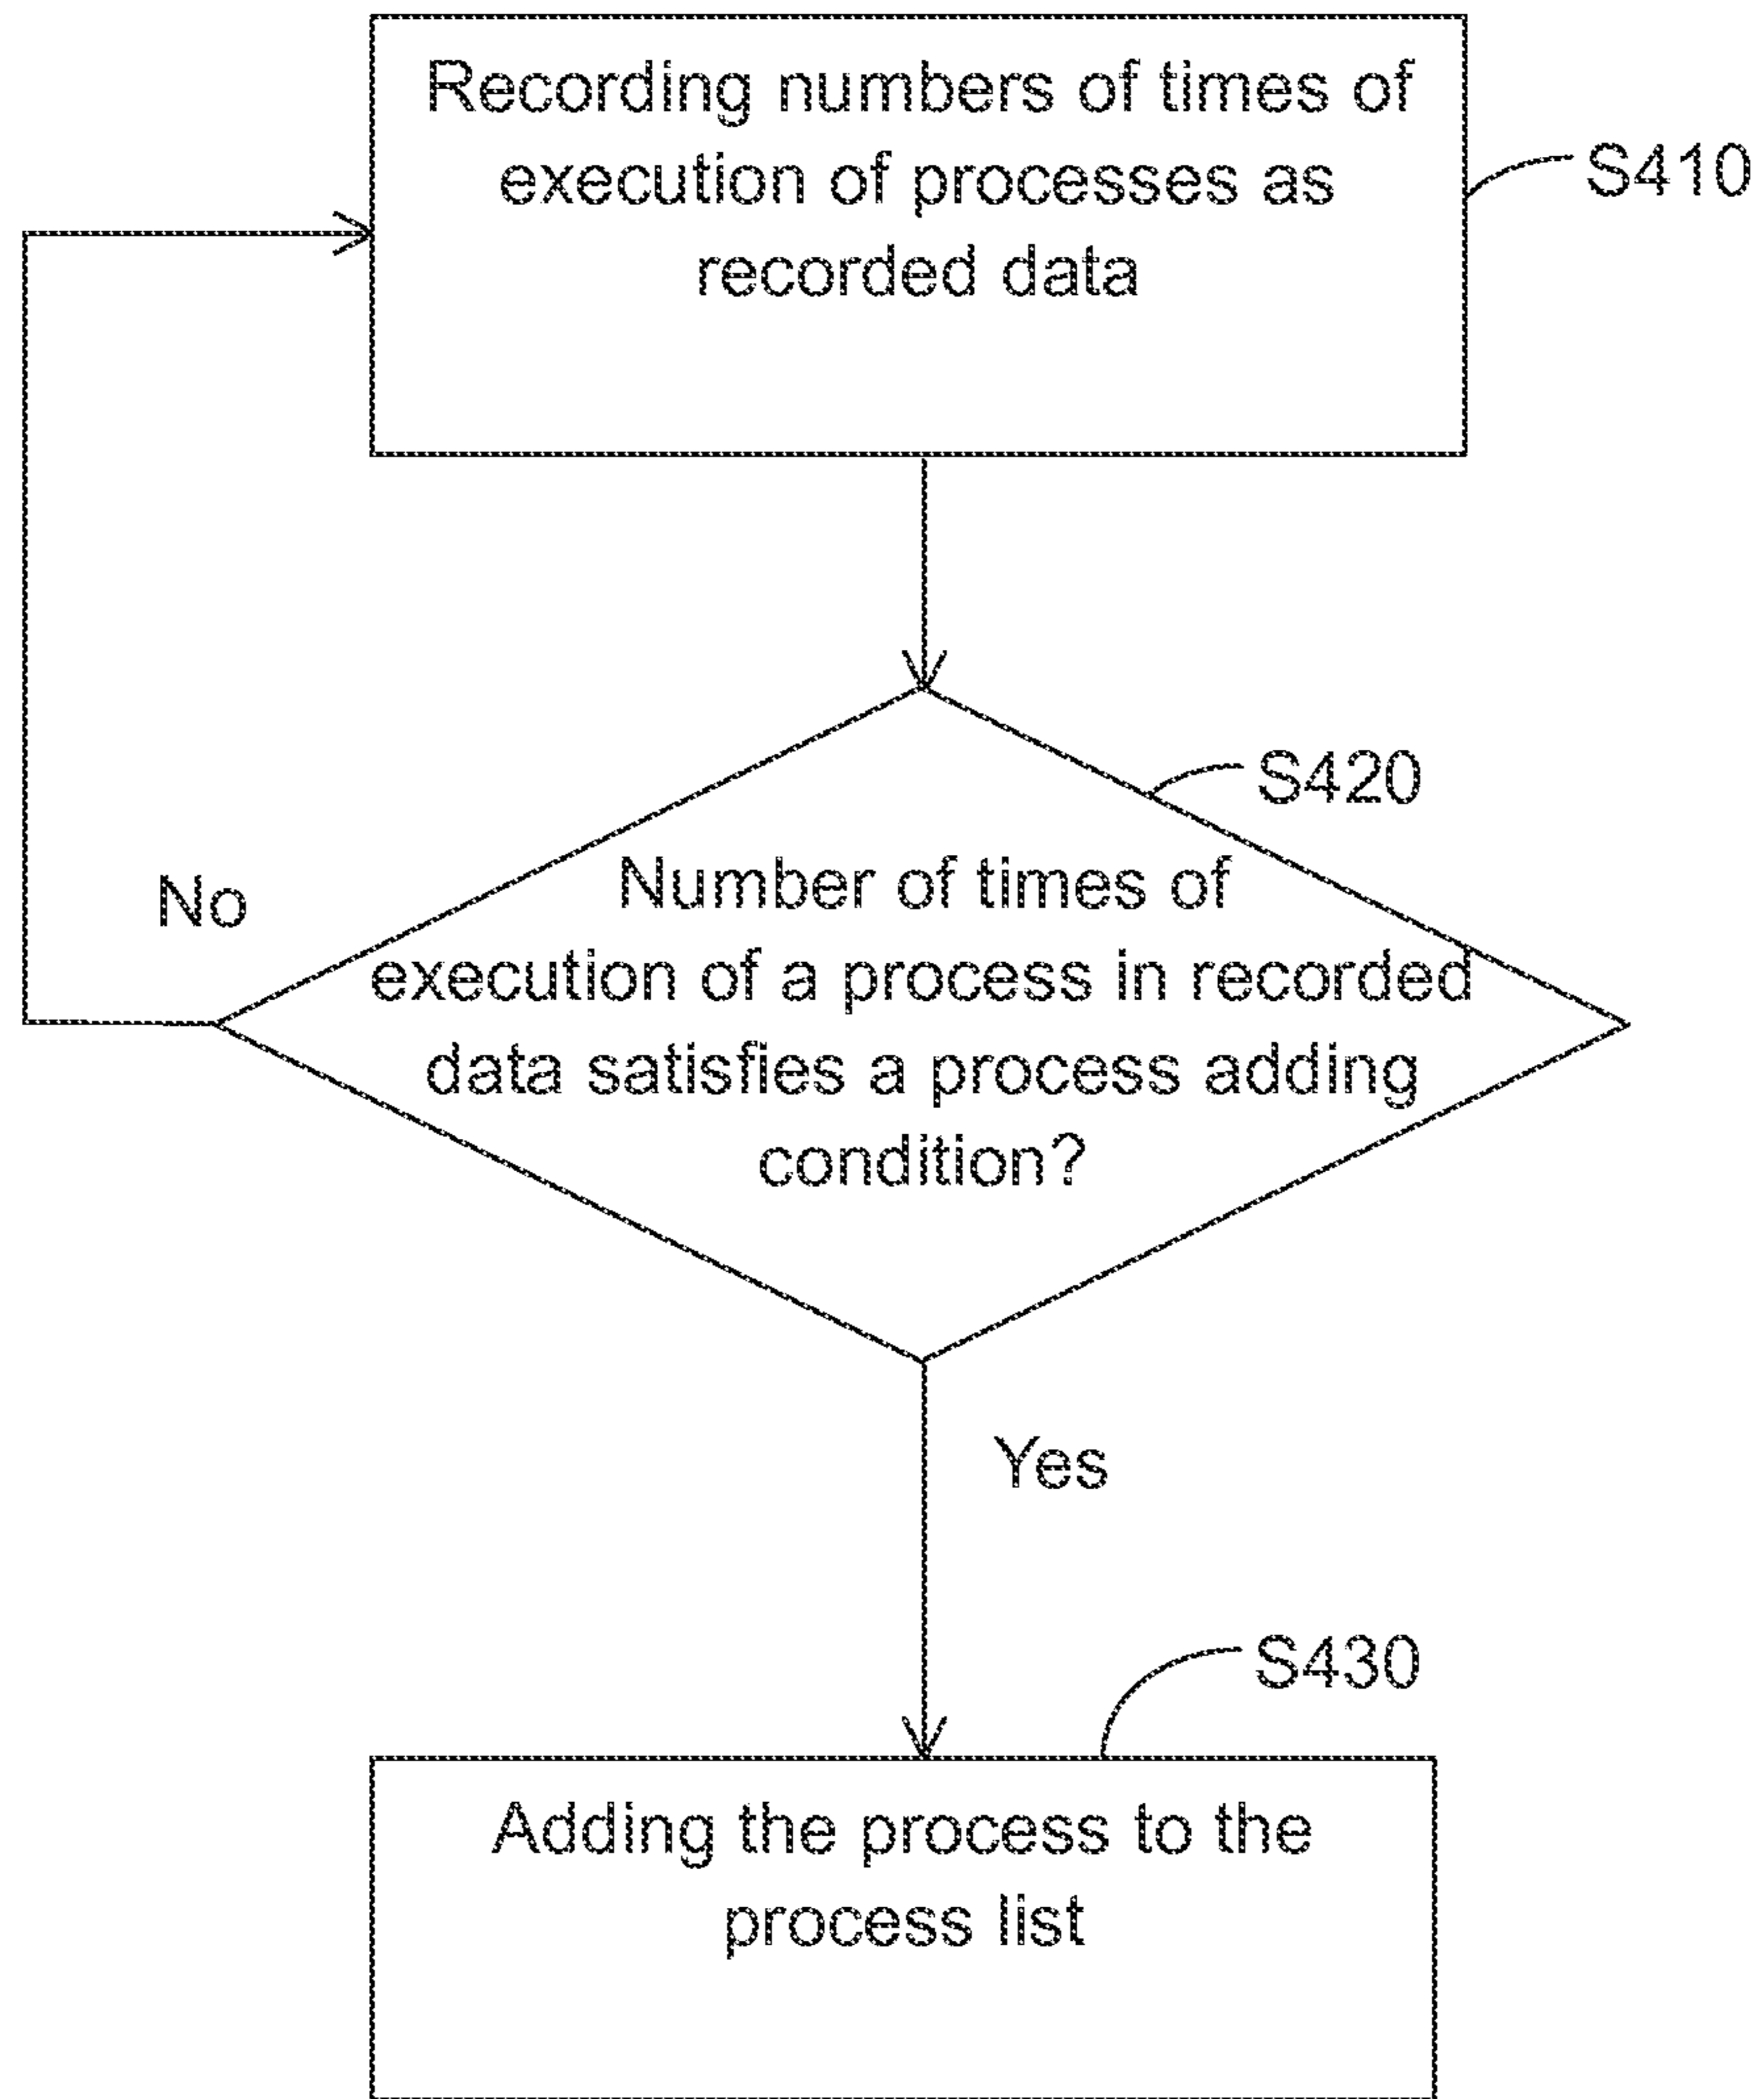 Recording numbers of times of
execution of processes as
recorded data
S410
S420
Number of times of
execution of a process in recorded
data satisfies a process adding
condition?
No
Yes
S430
Adding the process to the
process list